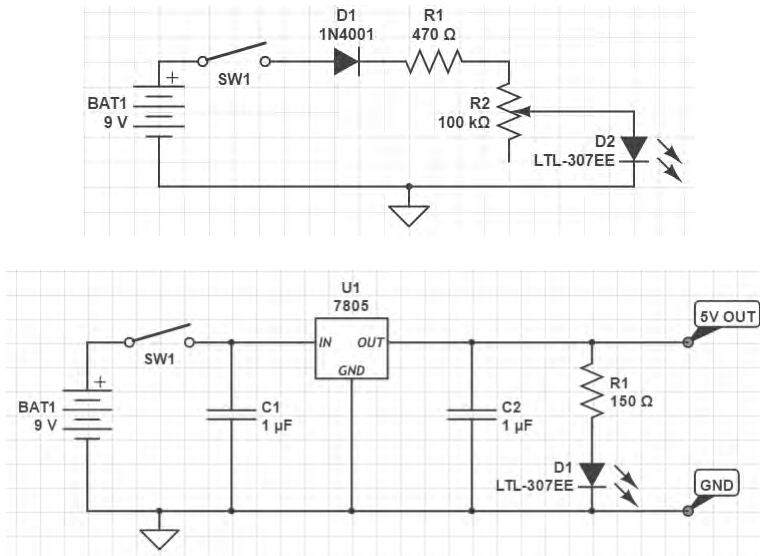 D1
1N4001
R1
470 Ω
+
SW1
BAT1
9 V
R2
100 kΩ
D2
LTL-307EE
U1
7805
5V OUT
IN
OUT
GND
+
SW1
R1
150 Ω
BAT1
9 V
C1
1 µF
C2
1 µF
D1
LTL-307EE
GND